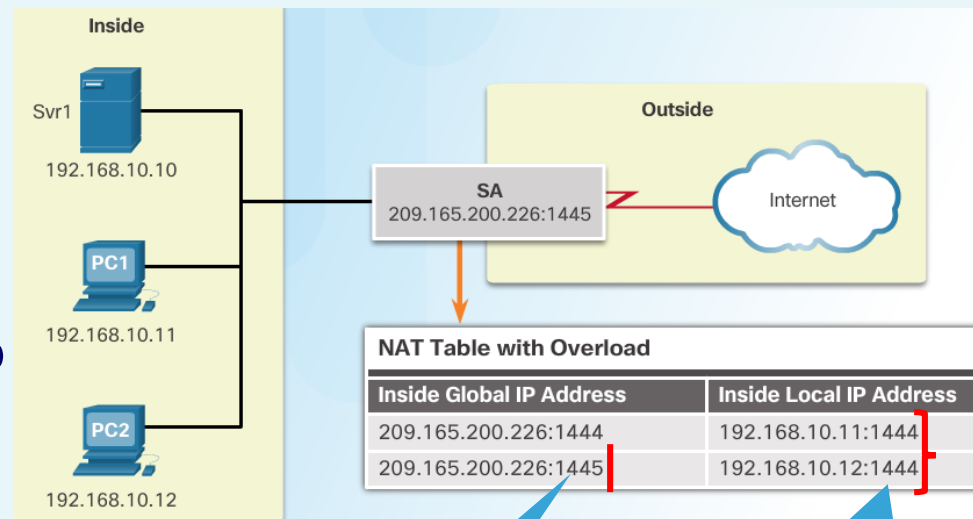 Inside
Svr1
192.168.10.10
PC1
192.168.10.11
PC2
192.168.10.12
Outside
SA
209.165.200.226:1445
Internet
NAT Table with Overload
Inside Global IP Address Inside Local IP Address
209.165.200.226:1444 192.168.10.11:1444
209.165.200.226:1445 192.168.10.12:1444